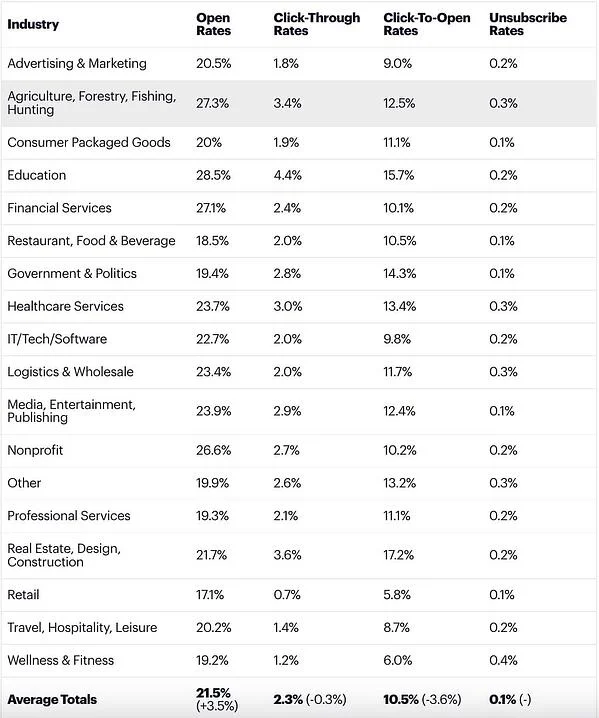 Industry Open Rates Click-Through Rates Click-To-Open Rates Unsubscribe Rates
Advertising & Marketing 20.5% 1.8% 9.0% 0.2%
Agriculture, Forestry, Fishing, Hunting 27.3% 3.4% 12.5% 0.3%
Consumer Packaged Goods 20% 1.9% 11.1% 0.1%
Education 28.5% 4.4% 15.7% 0.2%
Financial Services 27.1% 2.4% 10.1% 0.2%
Restaurant, Food & Beverage 18.5% 2.0% 10.5% 0.1%
Government & Politics 19.4% 2.8% 14.3% 0.1%
Healthcare Services 23.7% 3.0% 13.4% 0.3%
IT/Tech/Software 22.7% 2.0% 9.8% 0.2%
Logistics & Wholesale 23.4% 2.0% 11.7% 0.3%
Media, Entertainment, Publishing 23.9% 2.9% 12.4% 0.1%
Nonprofit 26.6% 2.7% 10.2% 0.2%
Other 19.9% 2.6% 13.2% 0.3%
Professional Services 19.3% 2.1% 11.1% 0.2%
Real Estate, Design, Construction 21.7% 3.6% 17.2% 0.2%
Retail 17.1% 0.7% 5.8% 0.1%
Travel, Hospitality, Leisure 20.2% 1.4% 8.7% 0.2%
Wellness & Fitness 19.2% 1.2% 6.0% 0.4%
Average Totals 21.5% (+3.5%) 2.3% (-0.3%) 10.5% (-3.6%) 0.1% (-)